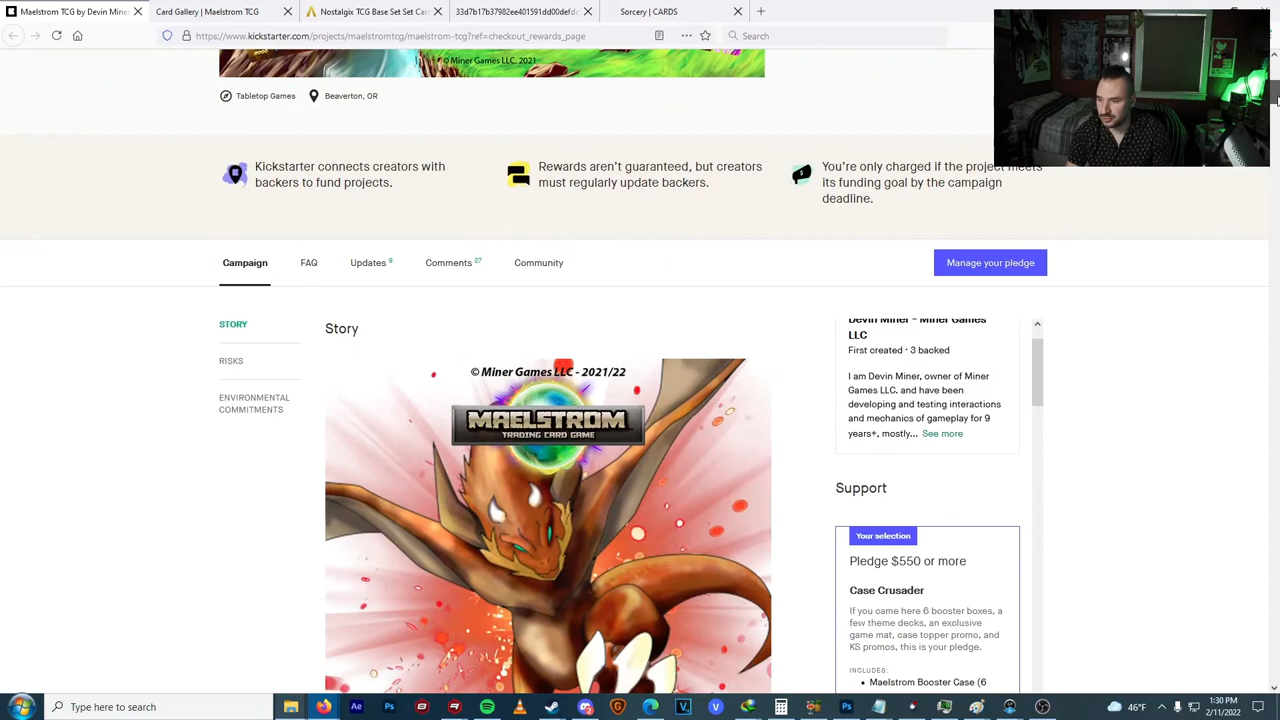 Maelstrom TCG by Devin Miner
Card Gallery | Maelstrom TCG
Nostalgix TCG Base Set Set Car
33d7b17b37982ee401591dd00defdc
Sorcery | CARDS
https://www.kickstarter.com/projects/maelstromtcg/maelstrom-tcg?ref=checkout_rewards_page
Search
© Miner Games LLC. 2021
Tabletop Games
Beaverton, OR
Kickstarter connects creators with
backers to fund projects.
Rewards aren't guaranteed, but creators
must regularly update backers.
You're only charged if the project meets
its funding goal by the campaign
deadline.
Campaign
FAQ
Updates 9
Comments 27
Community
Manage your pledge
STORY
RISKS
ENVIRONMENTAL
COMMITMENTS
Story
© Miner Games LLC - 2021/22
MAELSTROM
TRADING CARD GAME
Devin Miner - Miner Games
LLC
First created · 3 backed
I am Devin Miner, owner of Miner
Games LLC. and have been
developing and testing interactions
and mechanics of gameplay for 9
years+, mostly... See more
Support
Your selection
Pledge $550 or more
Case Crusader
If you came here 6 booster boxes, a
few theme decks, an exclusive
game mat, case topper promo, and
KS promos, this is your pledge.
INCLUDES:
• Maelstrom Booster Case (6
Type here to search
46°F
1:30 PM
2/11/2022